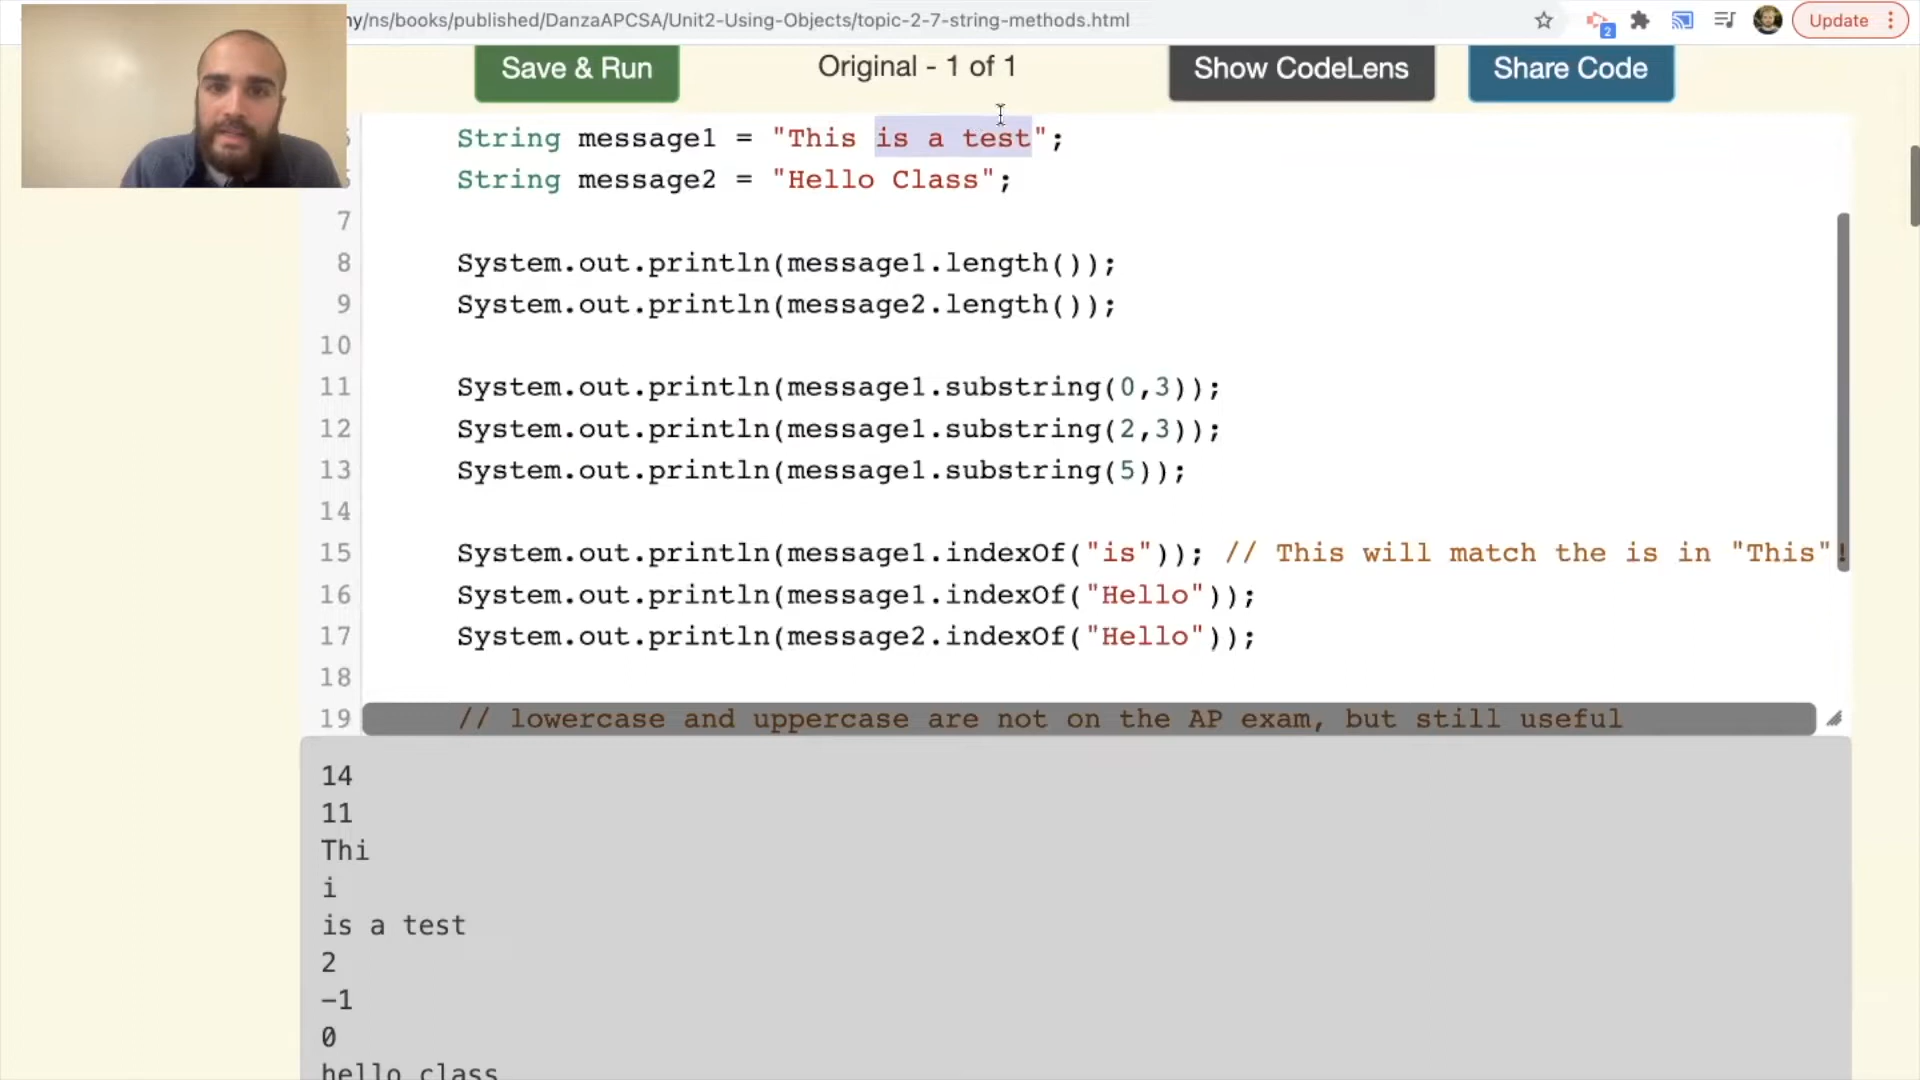 ny/ns/books/published/DanzaAPCSA/Unit2-Using-Objects/topic-2-7-string-methods.html
2
Update
Save & Run
Original - 1 of 1
Show CodeLens
Share Code
String message1 = "This is a test";
String message2 = "Hello Class";
7
8 System.out.println(message1.length());
9 System.out.println(message2.length());
10
11 System.out.println(message1.substring(0,3));
12 System.out.println(message1.substring(2,3));
13 System.out.println(message1.substring(5));
14
15 System.out.println(message1.indexOf("is")); // This will match the is in "This"!
16 System.out.println(message1.indexOf("Hello"));
17 System.out.println(message2.indexOf("Hello"));
18
19 // lowercase and uppercase are not on the AP exam, but still useful
14
11
Thi
i
is a test
2
-1
0
hello class